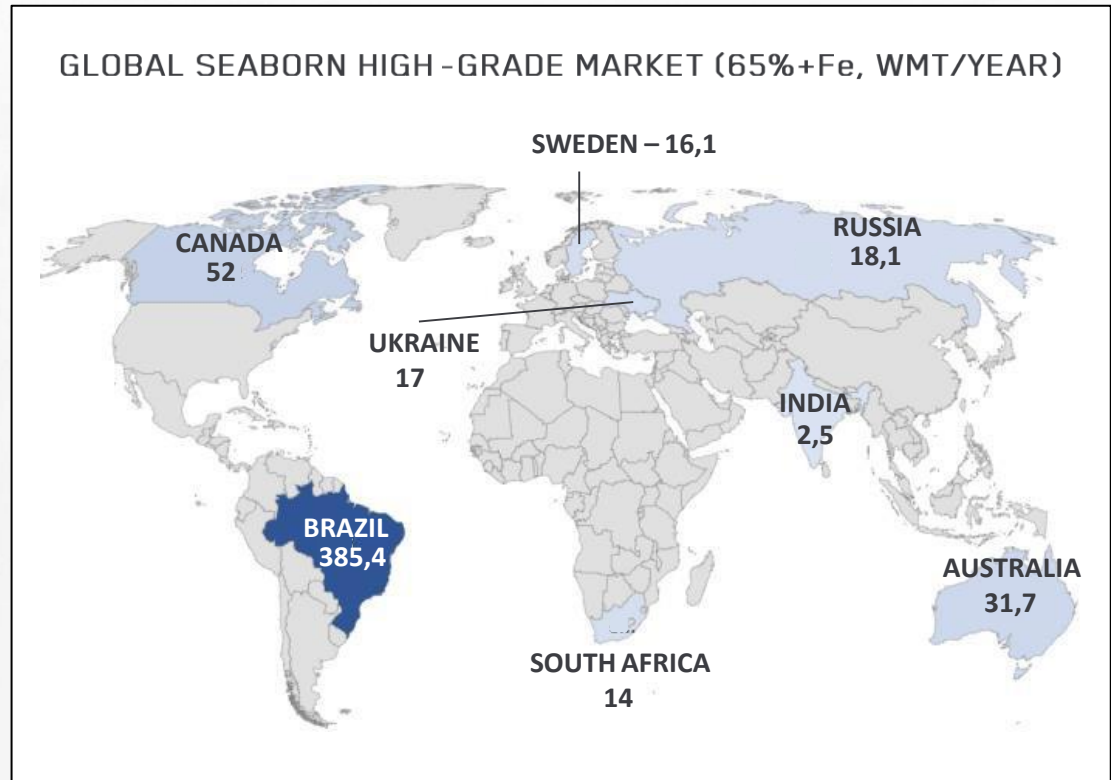 GLOBAL SEABORN HIGH-GRADE MARKET (65%+Fe, WMT/YEAR)
SWEDEN – 16,1
CANADA
52
RUSSIA
18,1
UKRAINE
17
INDIA
2,5
BRAZIL
385,4
AUSTRALIA
31,7
SOUTH AFRICA
14